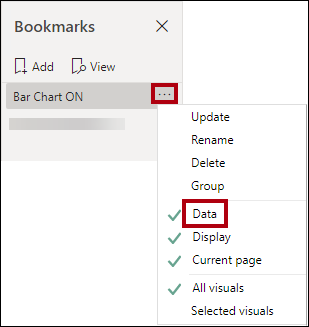 Bookmarks
Add View
Bar Chart ON ...
Update
Rename
Delete
Group
Data
Display
Current page
All visuals
Selected visuals